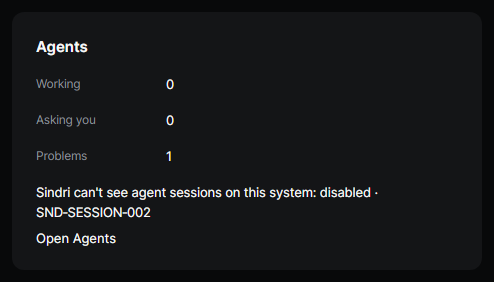 Agents
Working 0
Asking you 0
Problems 1
Sindri can't see agent sessions on this system: disabled ·
SND-SESSION-002
Open Agents